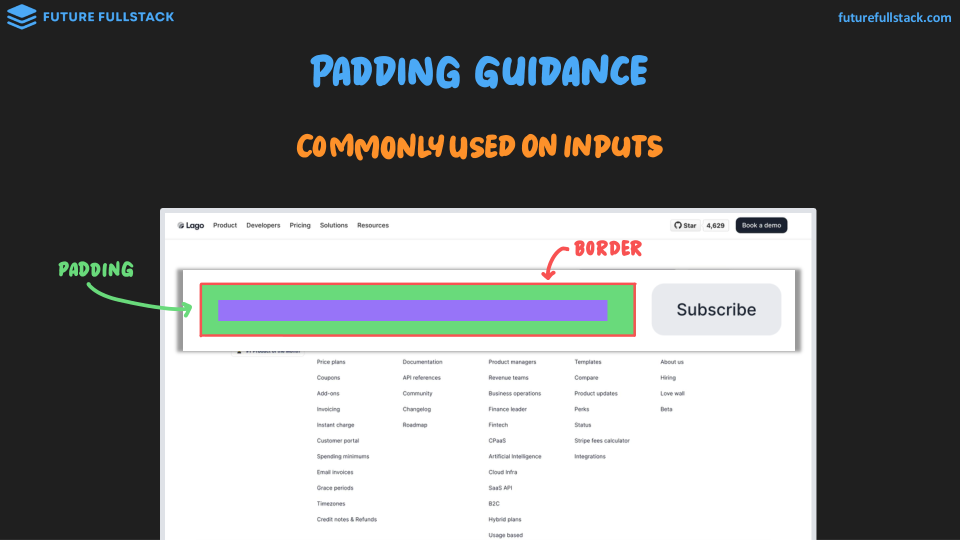 FUTURE FULLSTACK
futurefullstack.com
PADDING GUIDANCE
COMMONLY USED ON INPUTS
Lago Product Developers Pricing Solutions Resources Star 4,629 Book a demo
BORDER
PADDING
Subscribe
Price plans Documentation Product managers Templates About us
Coupons API references Revenue teams Compare Hiring
Add-ons Community Business operations Product updates Love wall
Invoicing Changelog Finance leader Perks Beta
Instant charge Roadmap Fintech Status
Customer portal CPaaS Stripe fees calculator
Spending minimums Artificial Intelligence Integrations
Email invoices Cloud Infra
Grace periods SaaS API
Timezones B2C
Credit notes & Refunds Hybrid plans
Usage based